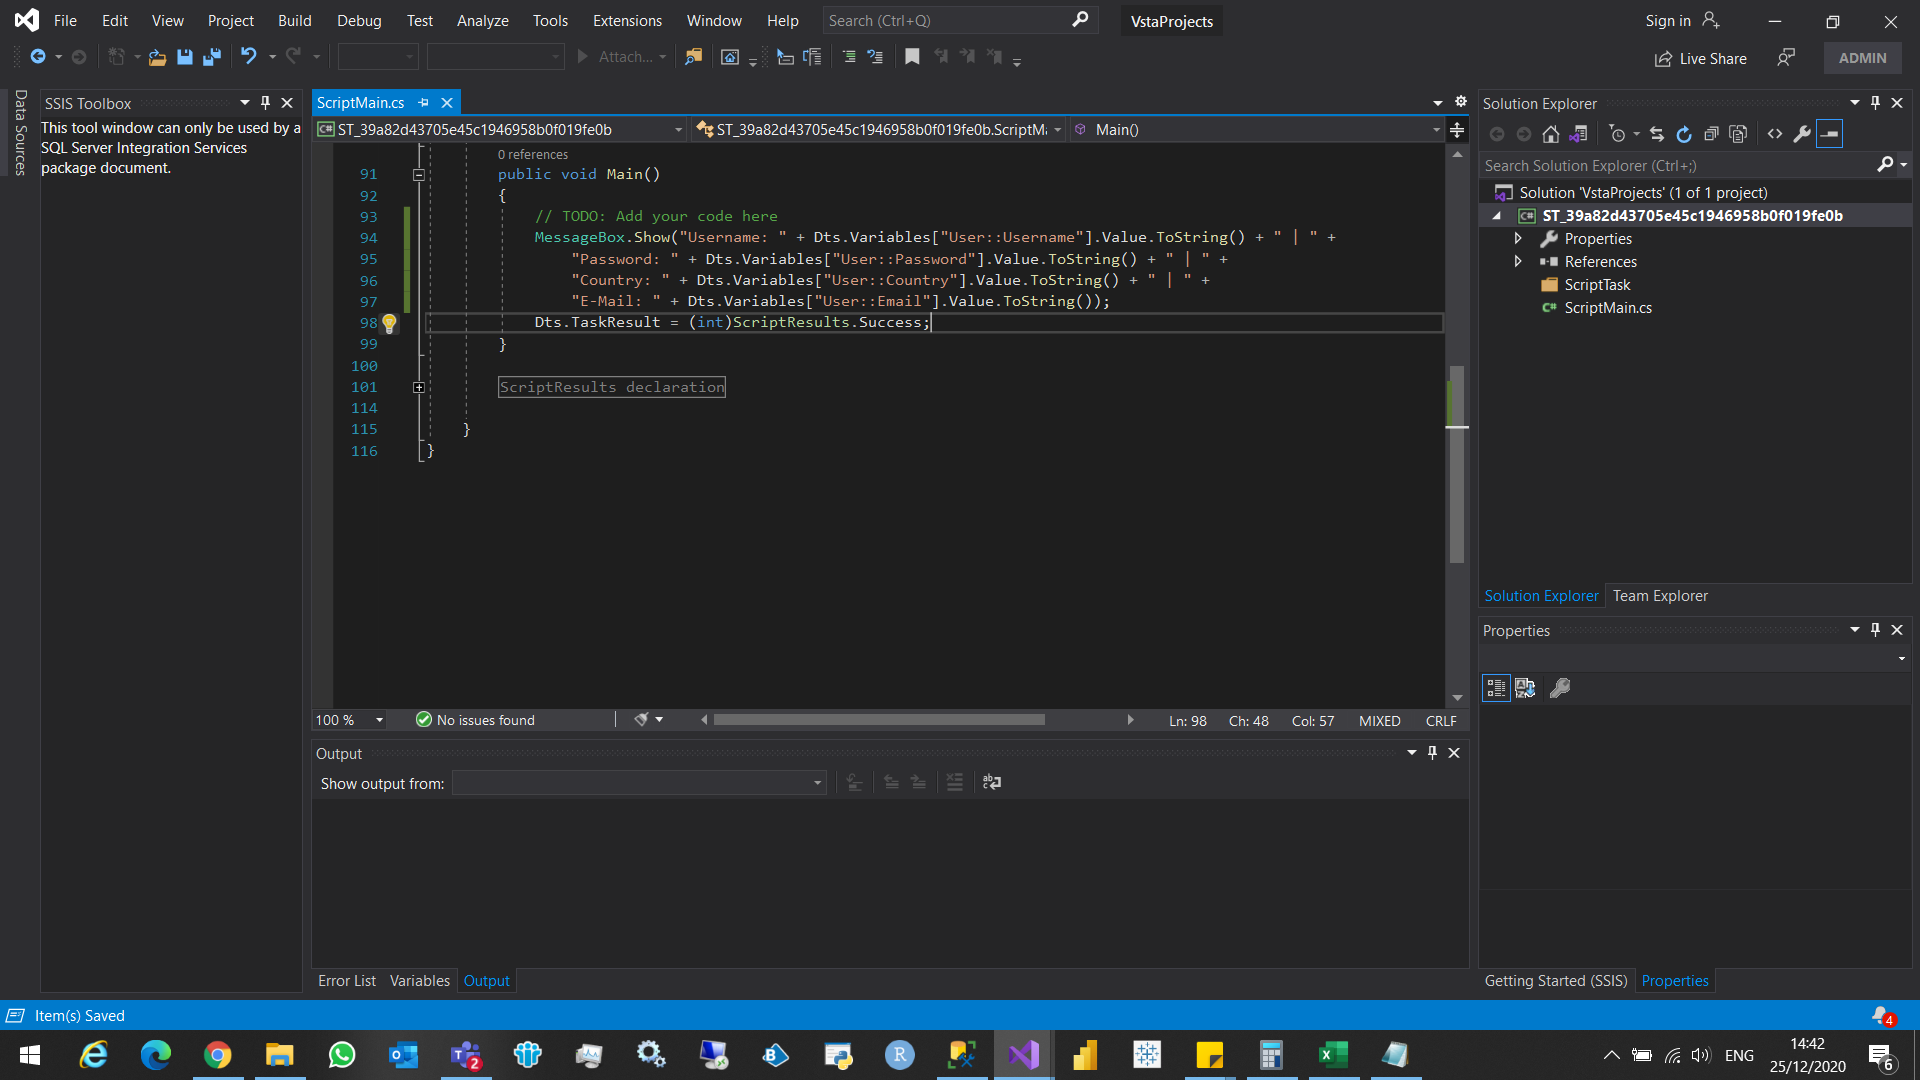 File Edit View Project Build Debug Test Analyze Tools Extensions Window Help Search (Ctrl+Q) VstaProjects Sign in
Attach... Live Share ADMIN
Data Sources
SSIS Toolbox
This tool window can only be used by a
SQL Server Integration Services
package document.
ScriptMain.cs
C# ST_39a82d43705e45c1946958b0f019fe0b ST_39a82d43705e45c1946958b0f019fe0b.ScriptMa Main()
0 references
91 public void Main()
92 {
93 // TODO: Add your code here
94 MessageBox.Show("Username: " + Dts.Variables["User::Username"].Value.ToString() + " | " +
95 "Password: " + Dts.Variables["User::Password"].Value.ToString() + " | " +
96 "Country: " + Dts.Variables["User::Country"].Value.ToString() + " | " +
97 "E-Mail: " + Dts.Variables["User::Email"].Value.ToString());
98 Dts.TaskResult = (int)ScriptResults.Success;
99 }
100
101 ScriptResults declaration
114
115 }
116 }
100 % No issues found Ln: 98 Ch: 48 Col: 57 MIXED CRLF
Output
Show output from:
Error List Variables Output
Solution Explorer
Search Solution Explorer (Ctrl+;)
Solution 'VstaProjects' (1 of 1 project)
C# ST_39a82d43705e45c1946958b0f019fe0b
Properties
References
ScriptTask
C# ScriptMain.cs
Solution Explorer Team Explorer
Properties
Getting Started (SSIS) Properties
Item(s) Saved 4
2 ENG 14:42
25/12/2020 6